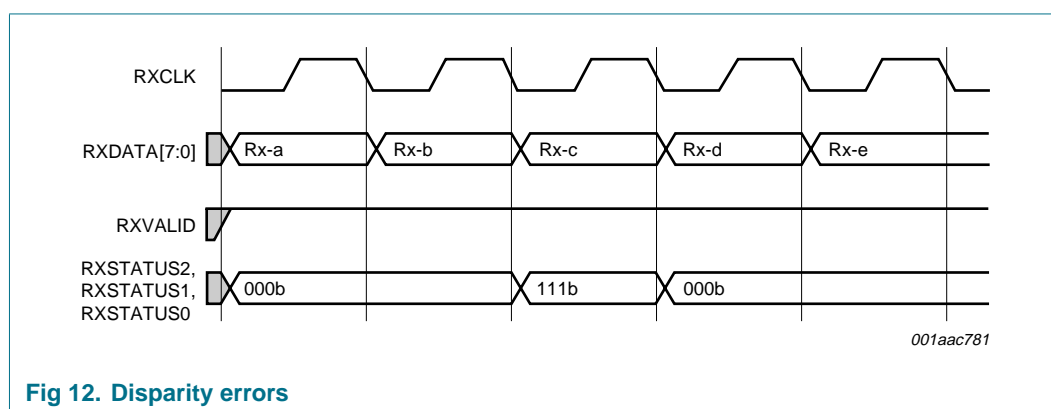 RXCLK
RXDATA[7:0]
Rx-a
Rx-b
Rx-c
Rx-d
Rx-e
RXVALID
RXSTATUS2,
RXSTATUS1,
RXSTATUS0
000b
111b
000b
001aac781
Fig 12. Disparity errors